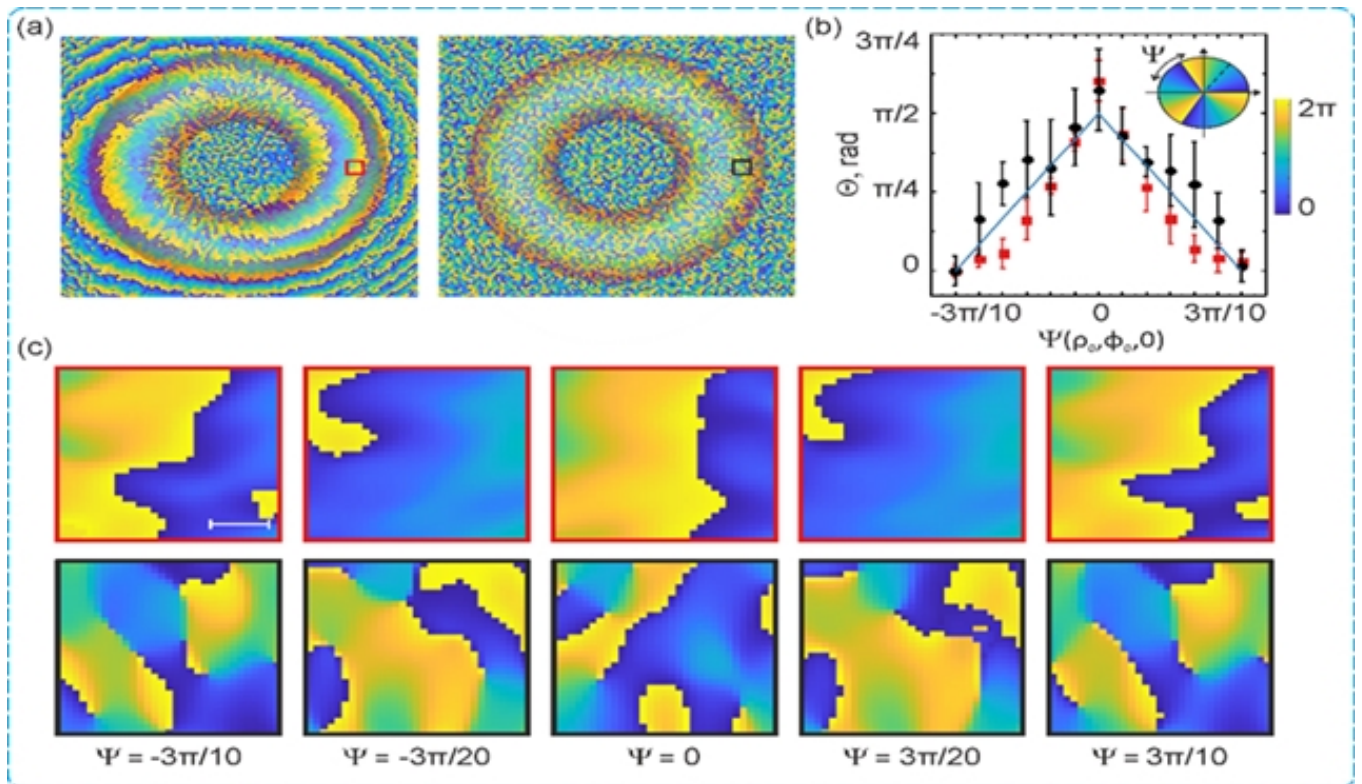 (a)
(b)
3π/4
π/2
π/4
0
Θ, rad
-3π/10 0 3π/10
Ψ(ρ₀,ϕ₀,0)
Ψ
2π
0
(c)
Ψ = -3π/10 Ψ = -3π/20 Ψ = 0 Ψ = 3π/20 Ψ = 3π/10